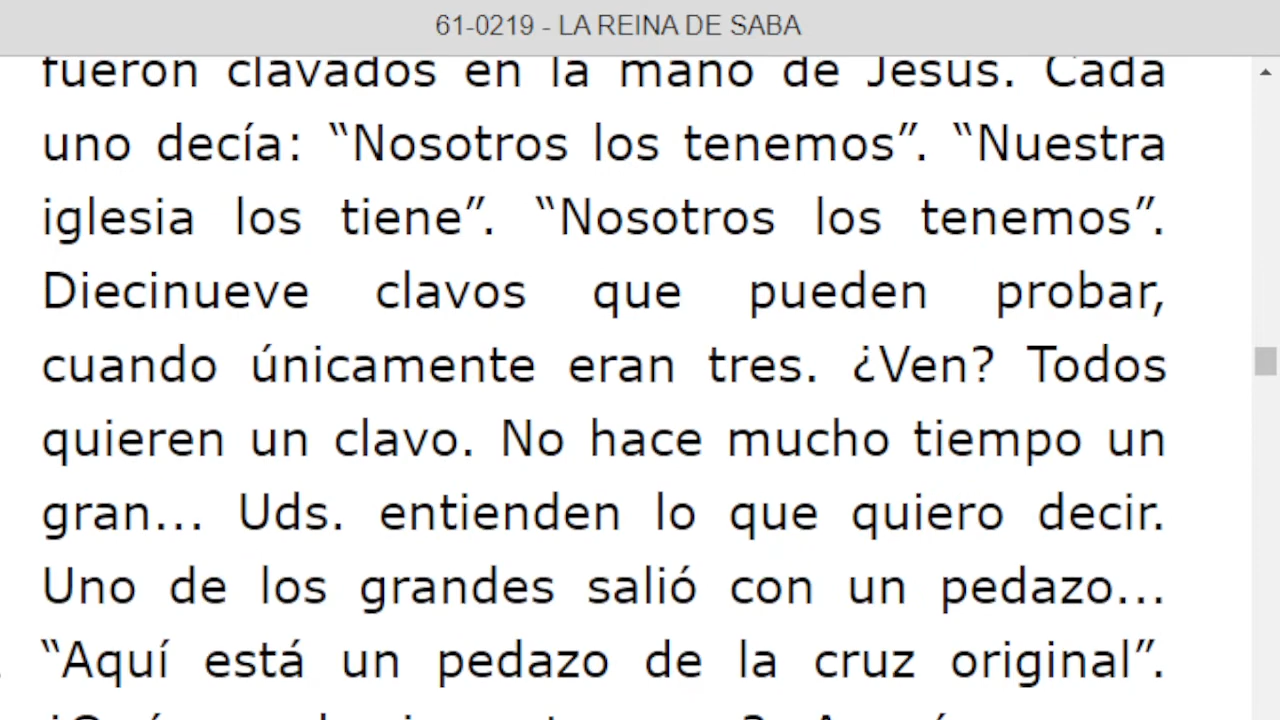 61-0219 - LA REINA DE SABA
fueron clavados en la mano de Jesús. Cada
uno decía: “Nosotros los tenemos”. “Nuestra
iglesia los tiene”. “Nosotros los tenemos”.
Diecinueve clavos que pueden probar,
cuando únicamente eran tres. ¿Ven? Todos
quieren un clavo. No hace mucho tiempo un
gran... Uds. entienden lo que quiero decir.
Uno de los grandes salió con un pedazo...
“Aquí está un pedazo de la cruz original”.